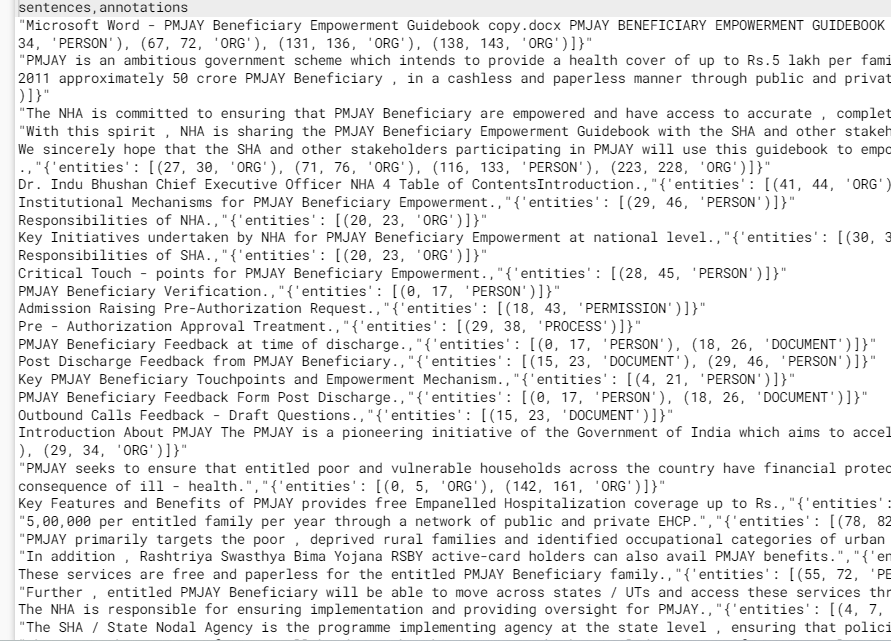 sentences,annotations
"Microsoft Word - PMJAY Beneficiary Empowerment Guidebook copy.docx PMJAY BENEFICIARY EMPOWERMENT GUIDEBOOK
34, 'PERSON'), (67, 72, 'ORG'), (131, 136, 'ORG'), (138, 143, 'ORG')]}"
"PMJAY is an ambitious government scheme which intends to provide a health cover of up to Rs.5 lakh per fami
2011 approximately 50 crore PMJAY Beneficiary , in a cashless and paperless manner through public and privat
)]}"
"The NHA is committed to ensuring that PMJAY Beneficiary are empowered and have access to accurate , complet
"With this spirit , NHA is sharing the PMJAY Beneficiary Empowerment Guidebook with the SHA and other stakeh
We sincerely hope that the SHA and other stakeholders participating in PMJAY will use this guidebook to empo
.,"{'entities': [(27, 30, 'ORG'), (71, 76, 'ORG'), (116, 133, 'PERSON'), (223, 228, 'ORG')]}"
Dr. Indu Bhushan Chief Executive Officer NHA 4 Table of ContentsIntroduction.,"{'entities': [(41, 44, 'ORG')
Institutional Mechanisms for PMJAY Beneficiary Empowerment.,"{'entities': [(29, 46, 'PERSON')]}"
Responsibilities of NHA.,"{'entities': [(20, 23, 'ORG')]}"
Key Initiatives undertaken by NHA for PMJAY Beneficiary Empowerment at national level.,"{'entities': [(30, 3
Responsibilities of SHA.,"{'entities': [(20, 23, 'ORG')]}"
Critical Touch - points for PMJAY Beneficiary Empowerment.,"{'entities': [(28, 45, 'PERSON')]}"
PMJAY Beneficiary Verification.,"{'entities': [(0, 17, 'PERSON')]}"
Admission Raising Pre-Authorization Request.,"{'entities': [(18, 43, 'PERMISSION')]}"
Pre - Authorization Approval Treatment.,"{'entities': [(29, 38, 'PROCESS')]}"
PMJAY Beneficiary Feedback at time of discharge.,"{'entities': [(0, 17, 'PERSON'), (18, 26, 'DOCUMENT')]}"
Post Discharge Feedback from PMJAY Beneficiary.,"{'entities': [(15, 23, 'DOCUMENT'), (29, 46, 'PERSON')]}"
Key PMJAY Beneficiary Touchpoints and Empowerment Mechanism.,"{'entities': [(4, 21, 'PERSON')]}"
PMJAY Beneficiary Feedback Form Post Discharge.,"{'entities': [(0, 17, 'PERSON'), (18, 26, 'DOCUMENT')]}"
Outbound Calls Feedback - Draft Questions.,"{'entities': [(15, 23, 'DOCUMENT')]}"
Introduction About PMJAY The PMJAY is a pioneering initiative of the Government of India which aims to accel
), (29, 34, 'ORG')]}"
"PMJAY seeks to ensure that entitled poor and vulnerable households across the country have financial protec
consequence of ill - health.","{'entities': [(0, 5, 'ORG'), (142, 161, 'ORG')]}"
Key Features and Benefits of PMJAY provides free Empanelled Hospitalization coverage up to Rs.,"{'entities':
"5,00,000 per entitled family per year through a network of public and private EHCP.","{'entities': [(78, 82
"PMJAY primarily targets the poor , deprived rural families and identified occupational categories of urban
"In addition , Rashtriya Swasthya Bima Yojana RSBY active-card holders can also avail PMJAY benefits.","{'en
These services are free and paperless for the entitled PMJAY Beneficiary family.,"{'entities': [(55, 72, 'PE
"Further , entitled PMJAY Beneficiary will be able to move across states / UTs and access these services thr
The NHA is responsible for ensuring implementation and providing oversight for PMJAY.,"{'entities': [(4, 7,
"The SHA / State Nodal Agency is the programme implementing agency at the state level , ensuring that polici